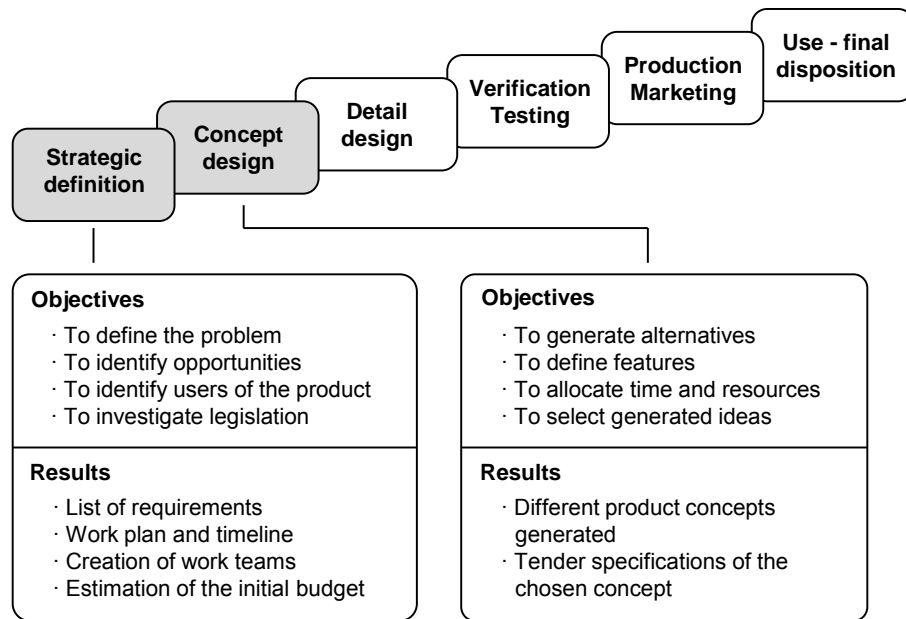 Strategic
definition
Concept
design
Detail
design
Verification
Testing
Production
Marketing
Use - final
disposition
Objectives
· To define the problem
· To identify opportunities
· To identify users of the product
· To investigate legislation
Results
· List of requirements
· Work plan and timeline
· Creation of work teams
· Estimation of the initial budget
Objectives
· To generate alternatives
· To define features
· To allocate time and resources
· To select generated ideas
Results
· Different product concepts
generated
· Tender specifications of the
chosen concept